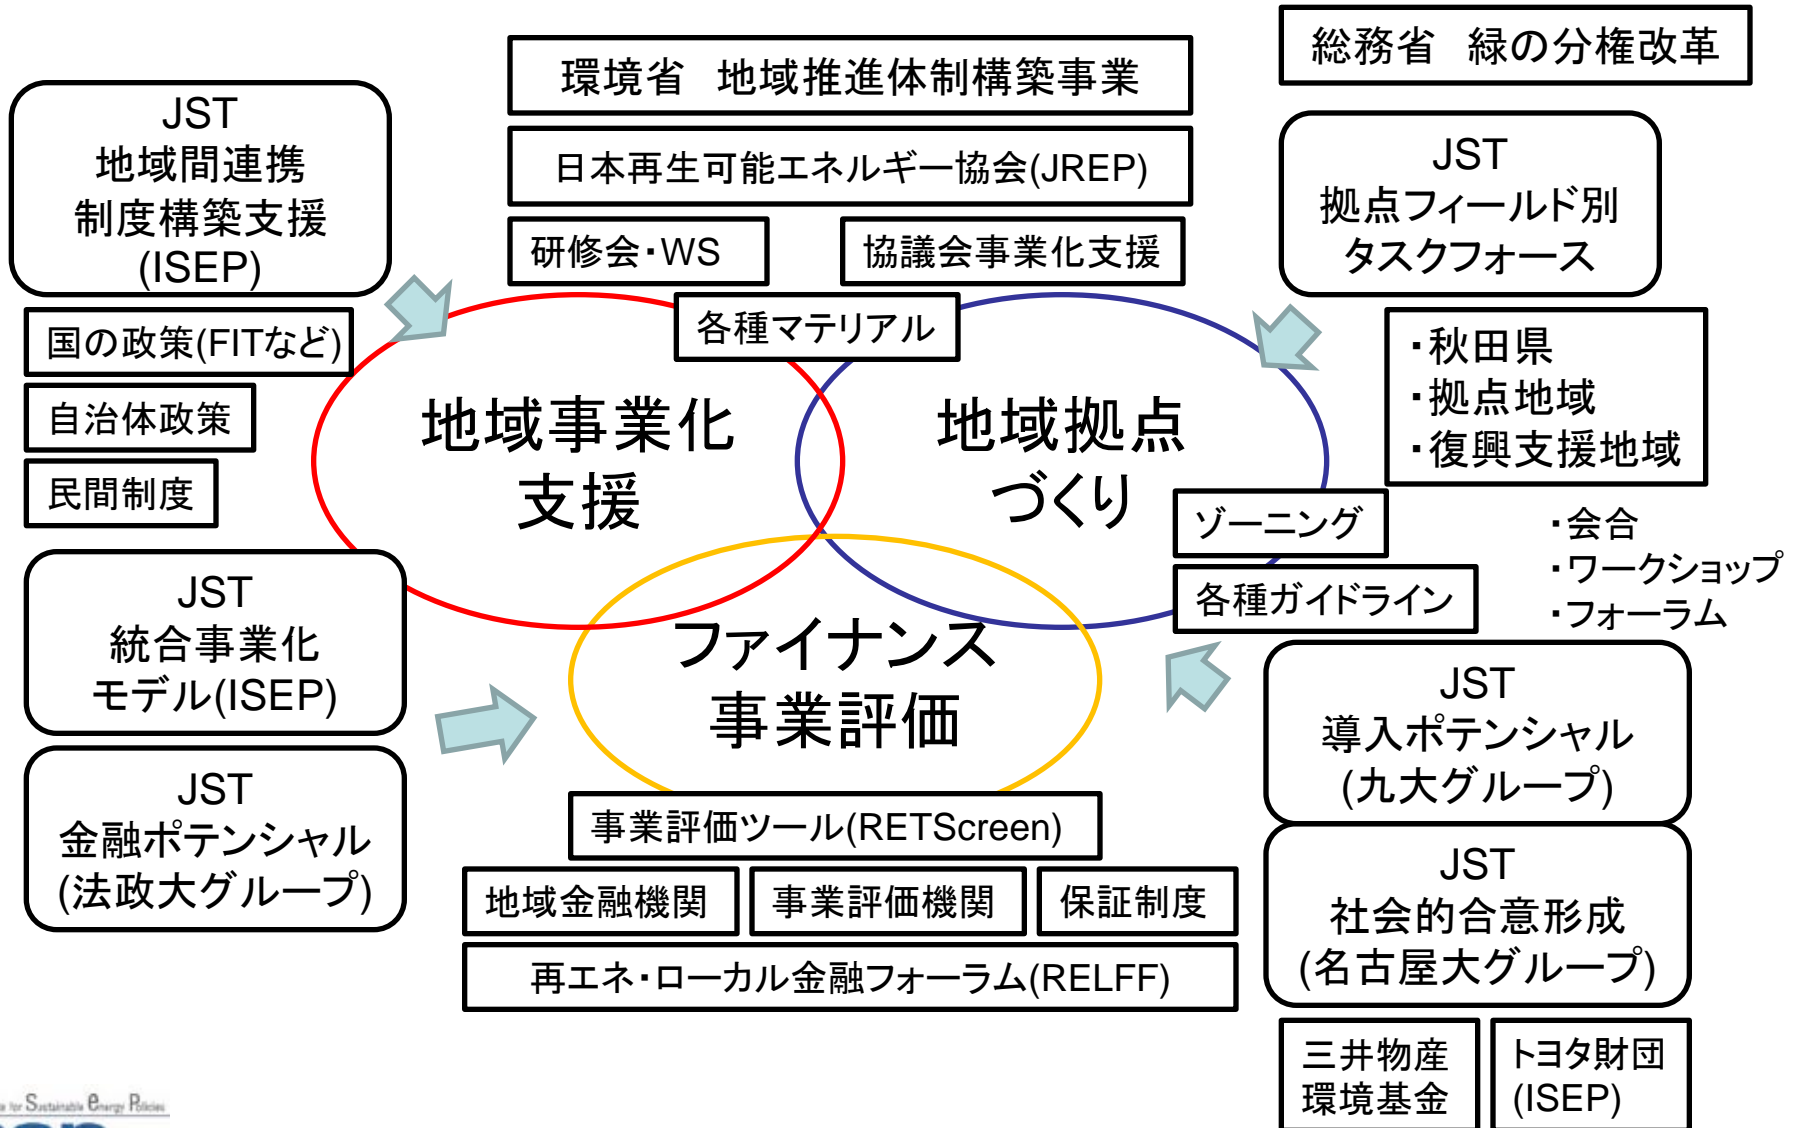 総務省　緑の分権改革
環境省　地域推進体制構築事業
日本再生可能エネルギー協会(JREP)
研修会・WS
協議会事業化支援
各種マテリアル
JST
地域間連携
制度構築支援
(ISEP)
国の政策(FITなど)
自治体政策
民間制度
JST
拠点フィールド別
タスクフォース
・秋田県
・拠点地域
・復興支援地域
・会合
・ワークショップ
・フォーラム
地域事業化
支援
地域拠点
づくり
ゾーニング
各種ガイドライン
ファイナンス
事業評価
JST
統合事業化
モデル(ISEP)
JST
金融ポテンシャル
(法政大グループ)
事業評価ツール(RETScreen)
地域金融機関
事業評価機関
保証制度
再エネ・ローカル金融フォーラム(RELFF)
JST
導入ポテンシャル
(九大グループ)
JST
社会的合意形成
(名古屋大グループ)
三井物産
環境基金
トヨタ財団
(ISEP)
for Sustainable Energy Policies